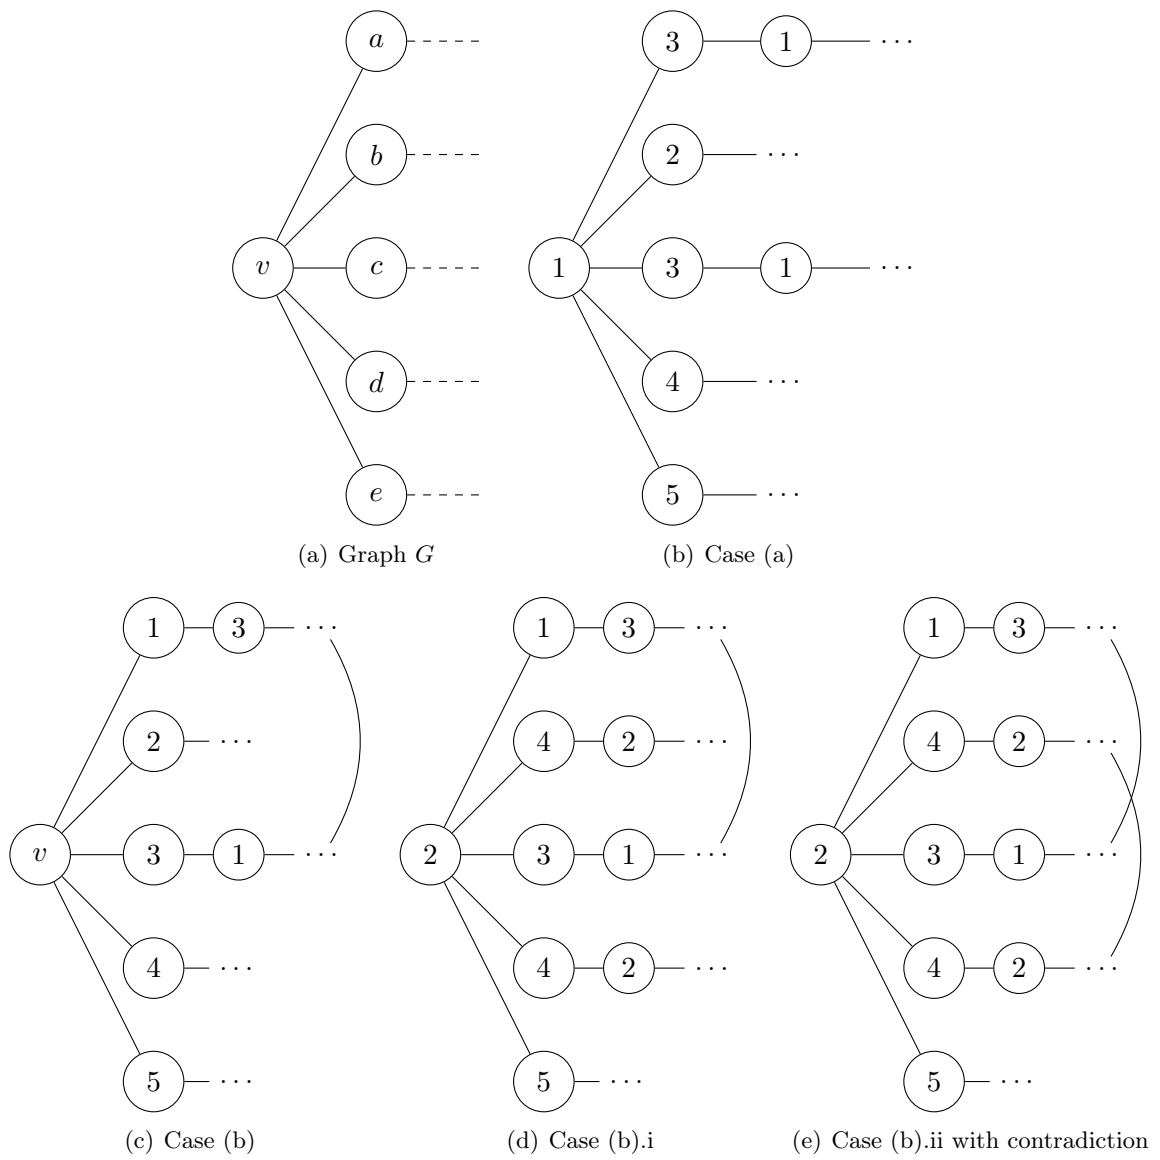 a
3 1 ...
b
2 ...
v c
1 3 1 ...
d
4 ...
e
5 ...
(a) Graph G
(b) Case (a)
1 3 ...
2 ...
v 3 1 ...
4 ...
5 ...
(c) Case (b)
1 3 ...
4 2 ...
2 3 1 ...
4 2 ...
5 ...
(d) Case (b).i
1 3 ...
4 2 ...
2 3 1 ...
4 2 ...
5 ...
(e) Case (b).ii with contradiction